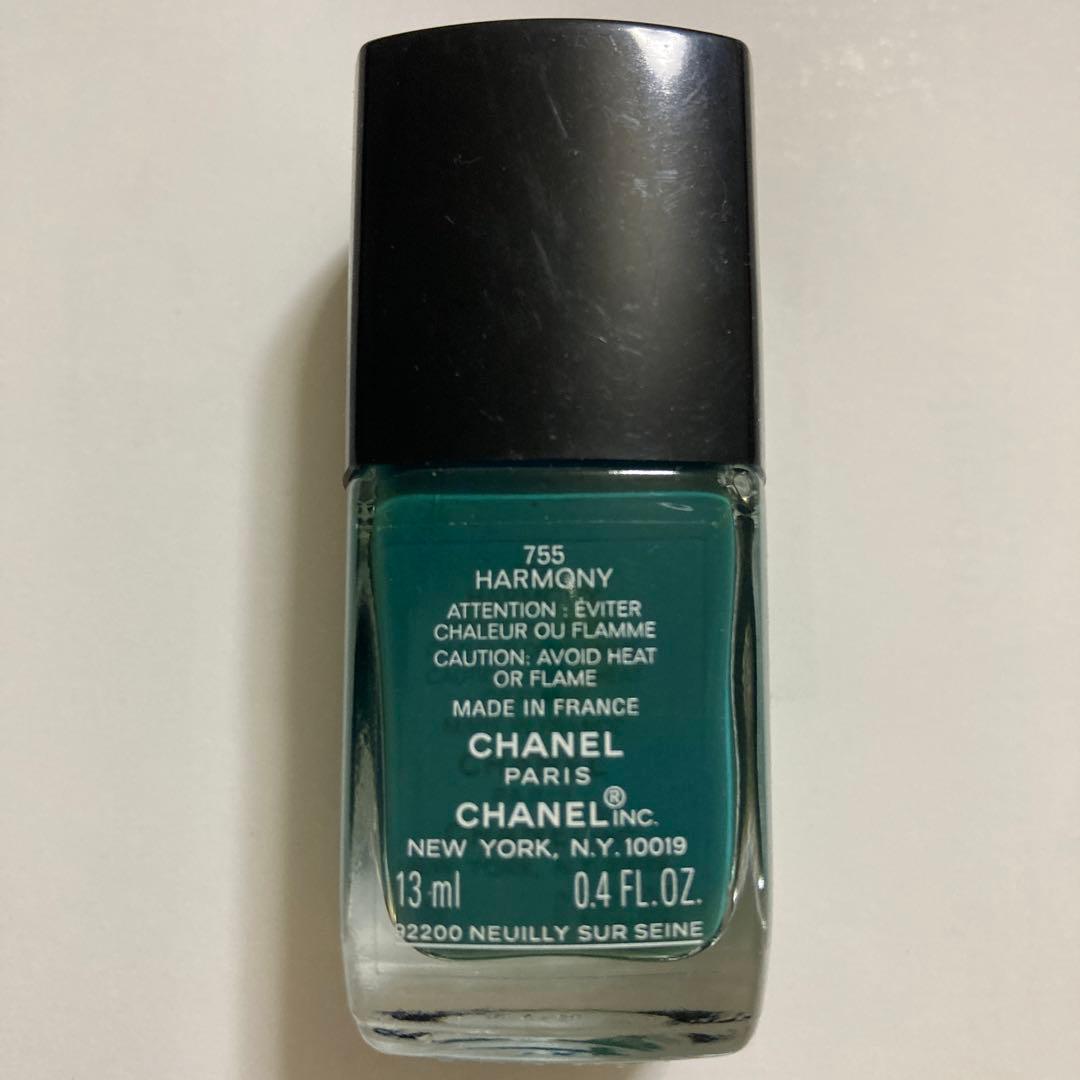 755
HARMONY
ATTENTION : ÉVITER
CHALEUR OU FLAMME
CAUTION: AVOID HEAT
OR FLAME
MADE IN FRANCE
CHANEL
PARIS
CHANEL® INC.
NEW YORK, N.Y. 10019
13 ml 0.4 FL.OZ.
92200 NEUILLY SUR SEINE